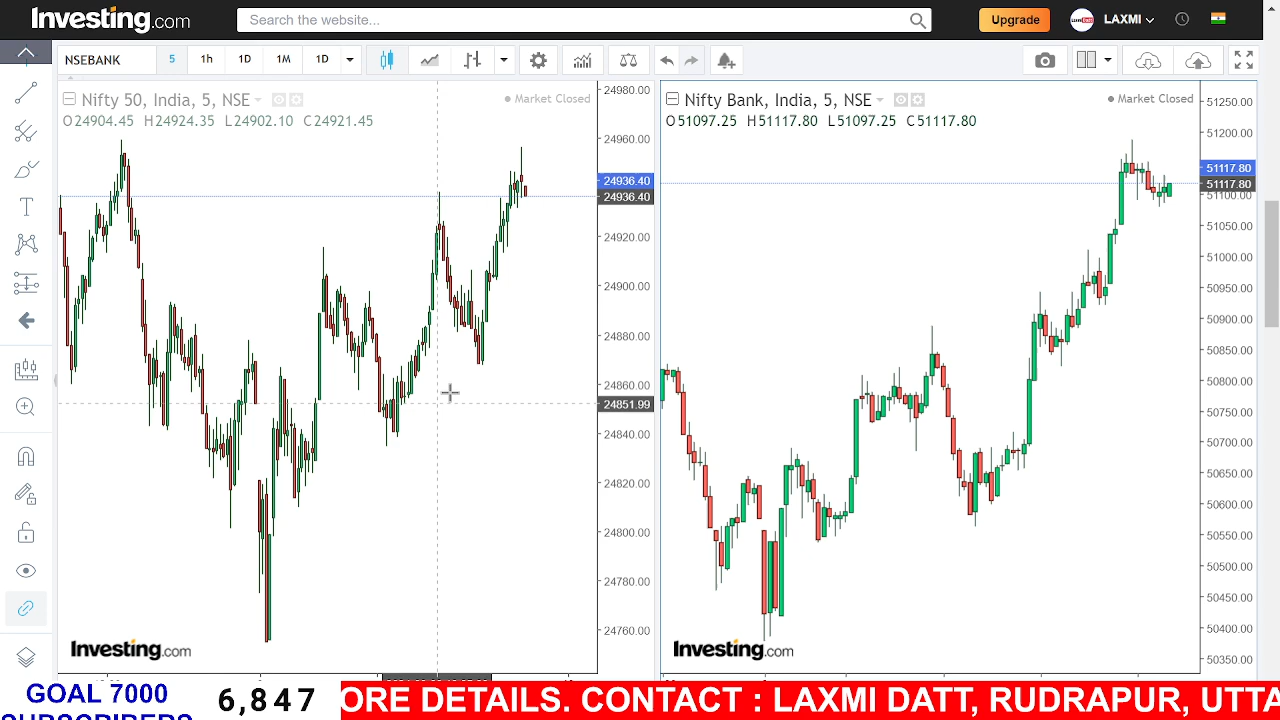 Investing.com
Search the website...
Upgrade
LAXMI
NSEBANK
5
1h
1D
1M
1D
Nifty 50, India, 5, NSE
Market Closed
O24904.45 H24924.35 L24902.10 C24921.45
24980.00
24960.00
24936.40
24936.40
24920.00
24900.00
24880.00
24860.00
24851.99
24840.00
24820.00
24800.00
24780.00
24760.00
Investing.com
Nifty Bank, India, 5, NSE
Market Closed
O51097.25 H51117.80 L51097.25 C51117.80
51250.00
51200.00
51117.80
51117.80
51100.00
51050.00
51000.00
50950.00
50900.00
50850.00
50800.00
50750.00
50700.00
50650.00
50600.00
50550.00
50500.00
50450.00
50400.00
50350.00
Investing.com
GOAL 7000
SUBSCRIBERS
6,847
ORE DETAILS. CONTACT : LAXMI DATT, RUDRAPUR, UTTA